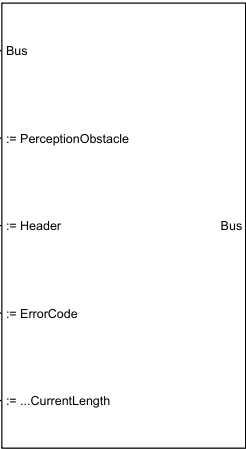 Bus
:= PerceptionObstacle
:= Header
Bus
:= ErrorCode
:= ...CurrentLength